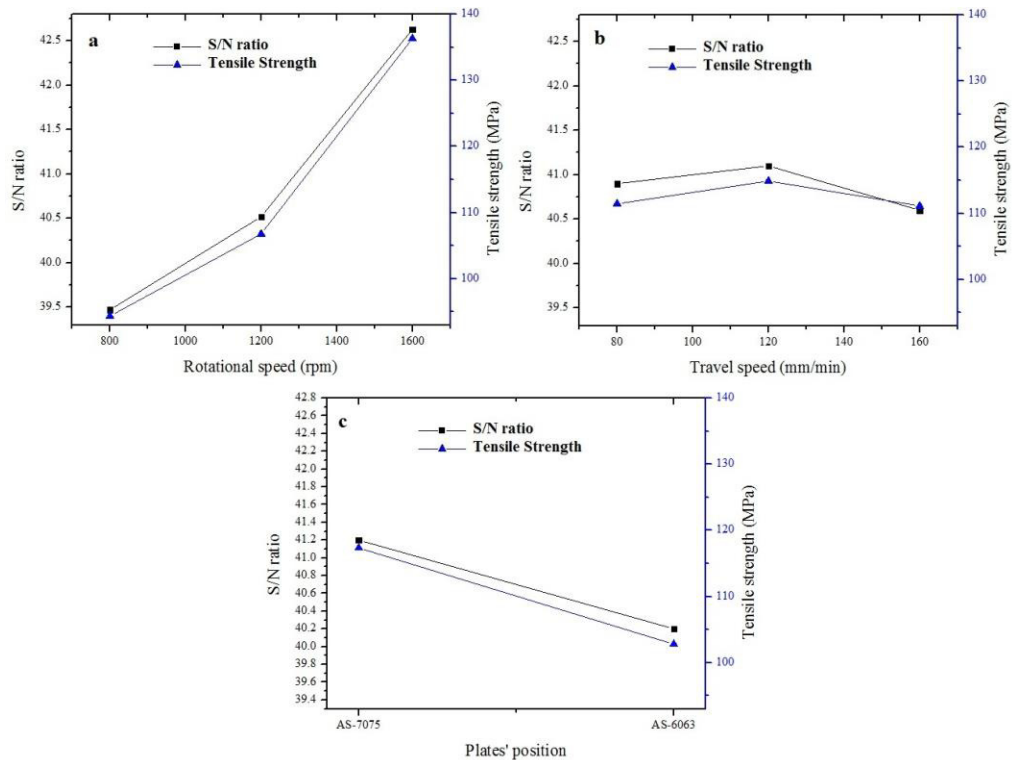 a
S/N ratio
Tensile Strength
42.5
42.0
41.5
41.0
40.5
40.0
39.5
S/N ratio
140
130
120
110
100
90
Tensile strength (MPa)
800 1000 1200 1400 1600
Rotational speed (rpm)
b
S/N ratio
Tensile Strength
42.5
42.0
41.5
41.0
40.5
40.0
39.5
S/N ratio
140
130
120
110
100
90
Tensile strength (MPa)
80 100 120 140 160
Travel speed (mm/min)
c
S/N ratio
Tensile Strength
42.8
42.6
42.4
42.2
42.0
41.8
41.6
41.4
41.2
41.0
40.8
40.6
40.4
40.2
40.0
39.8
39.6
39.4
S/N ratio
140
130
120
110
100
Tensile strength (MPa)
AS-7075 AS-6063
Plates' position